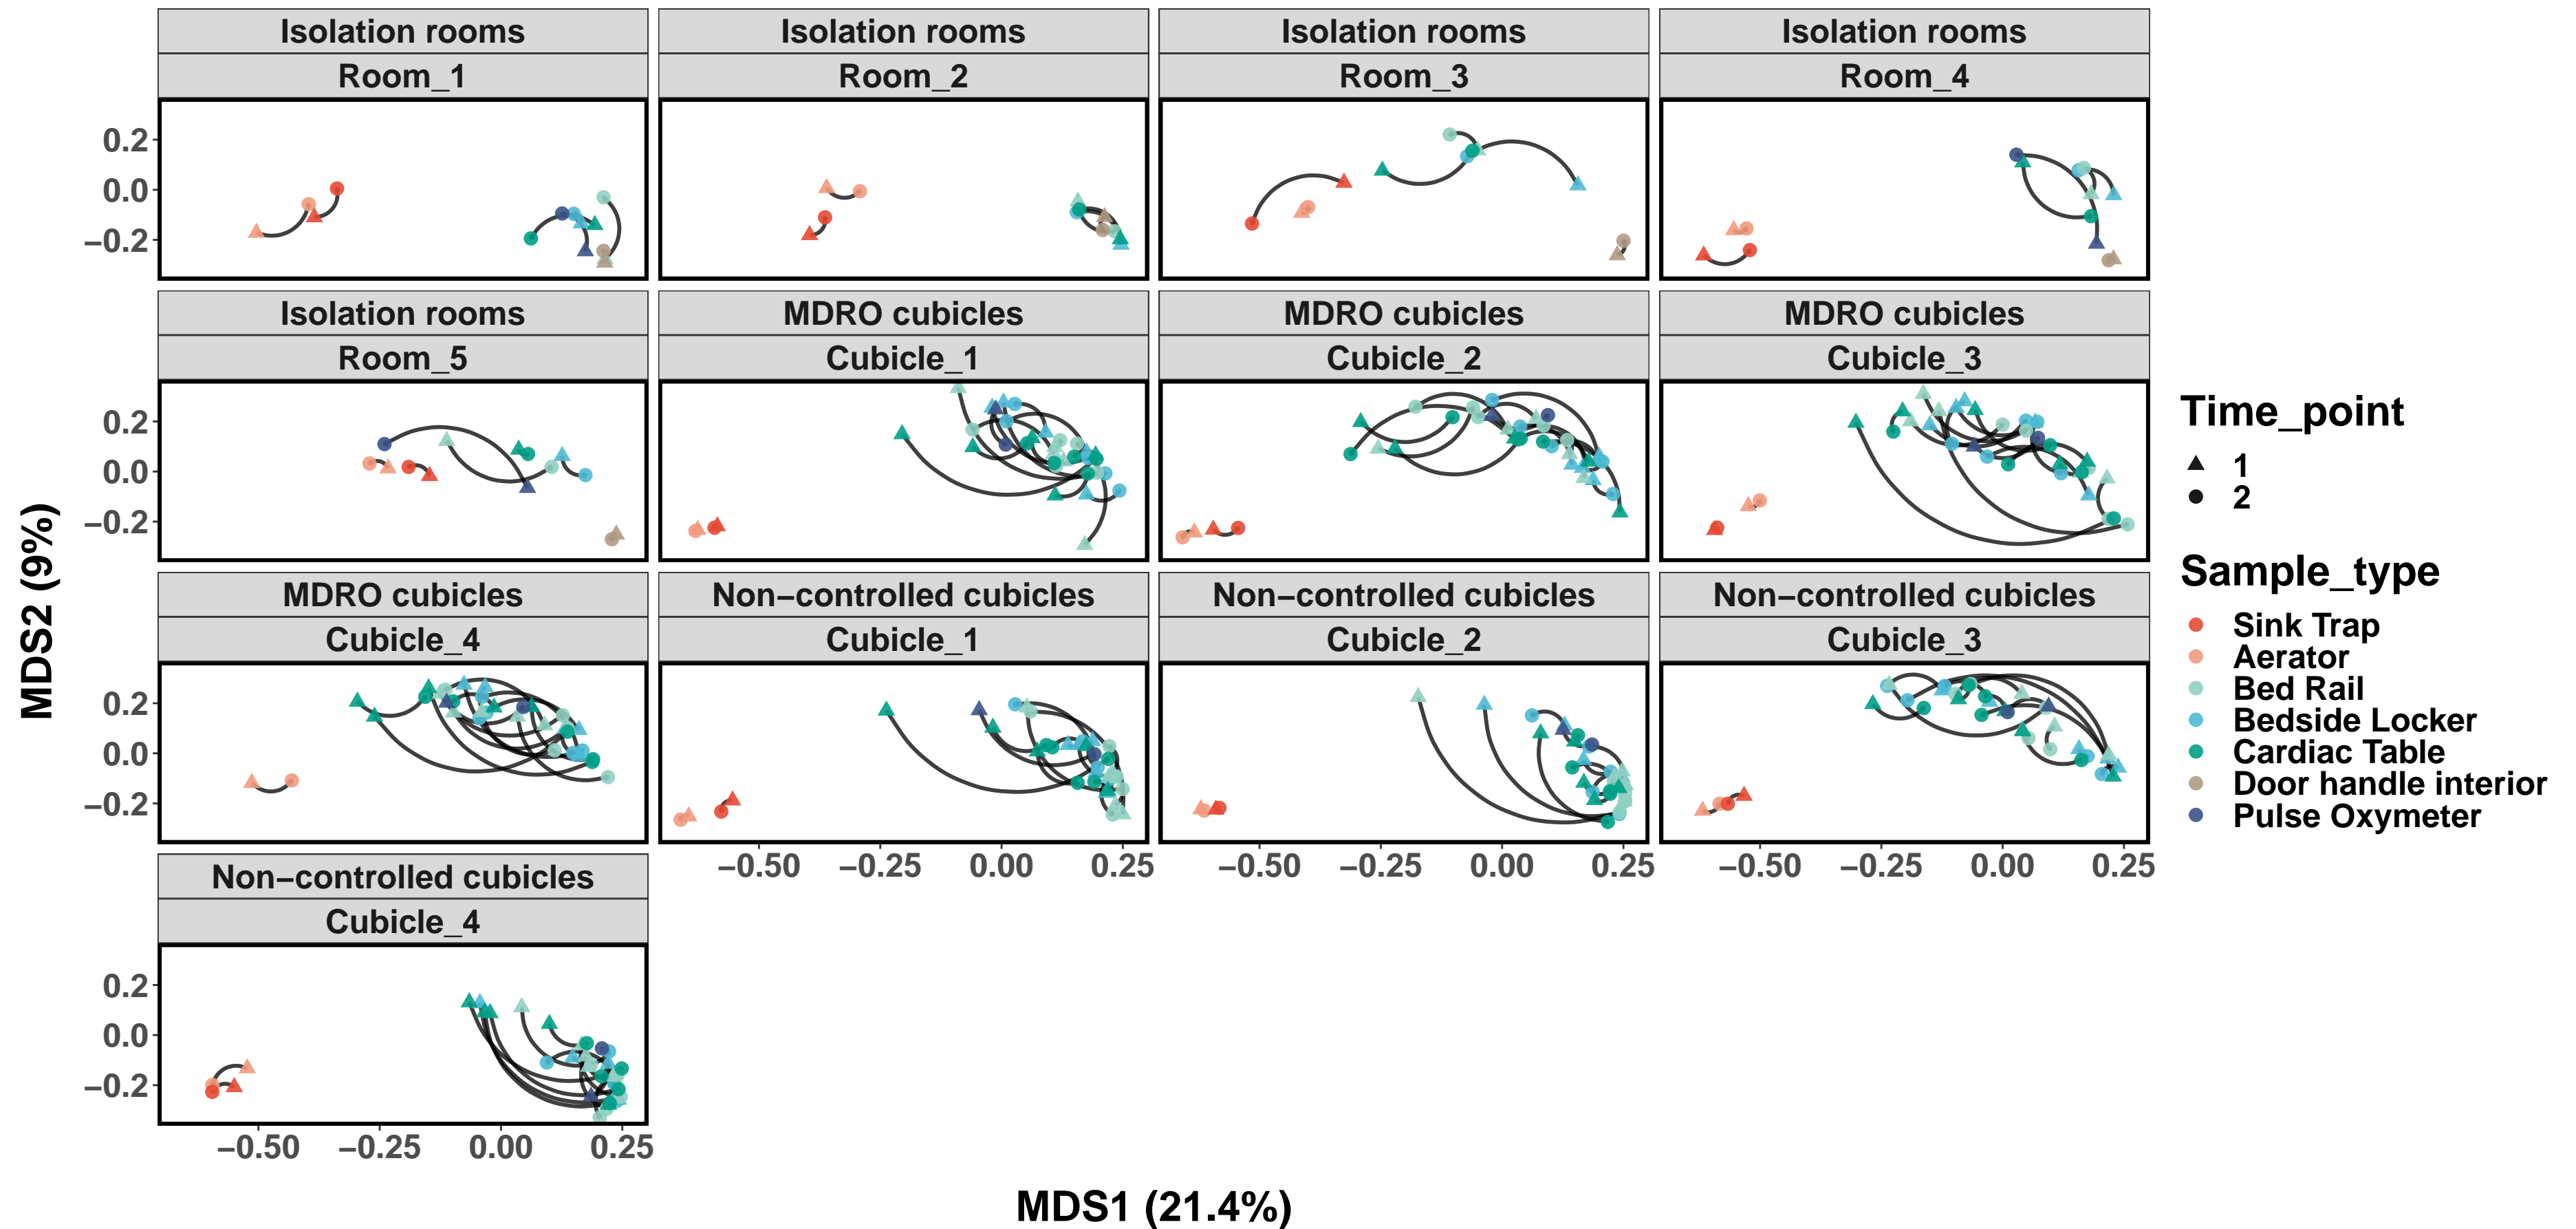 Isolation rooms
Room_1
Isolation rooms
Room_2
Isolation rooms
Room_3
Isolation rooms
Room_4
0.2
0.0
−0.2
Isolation rooms
Room_5
MDRO cubicles
Cubicle_1
MDRO cubicles
Cubicle_2
MDRO cubicles
Cubicle_3
0.2
0.0
−0.2
MDRO cubicles
Cubicle_4
Non−controlled cubicles
Cubicle_1
Non−controlled cubicles
Cubicle_2
Non−controlled cubicles
Cubicle_3
0.2
0.0
−0.2
−0.50 −0.25 0.00 0.25
−0.50 −0.25 0.00 0.25
−0.50 −0.25 0.00 0.25
Non−controlled cubicles
Cubicle_4
0.2
0.0
−0.2
−0.50 −0.25 0.00 0.25
MDS2 (9%)
MDS1 (21.4%)
Time_point
1
2
Sample_type
Sink Trap
Aerator
Bed Rail
Bedside Locker
Cardiac Table
Door handle interior
Pulse Oxymeter